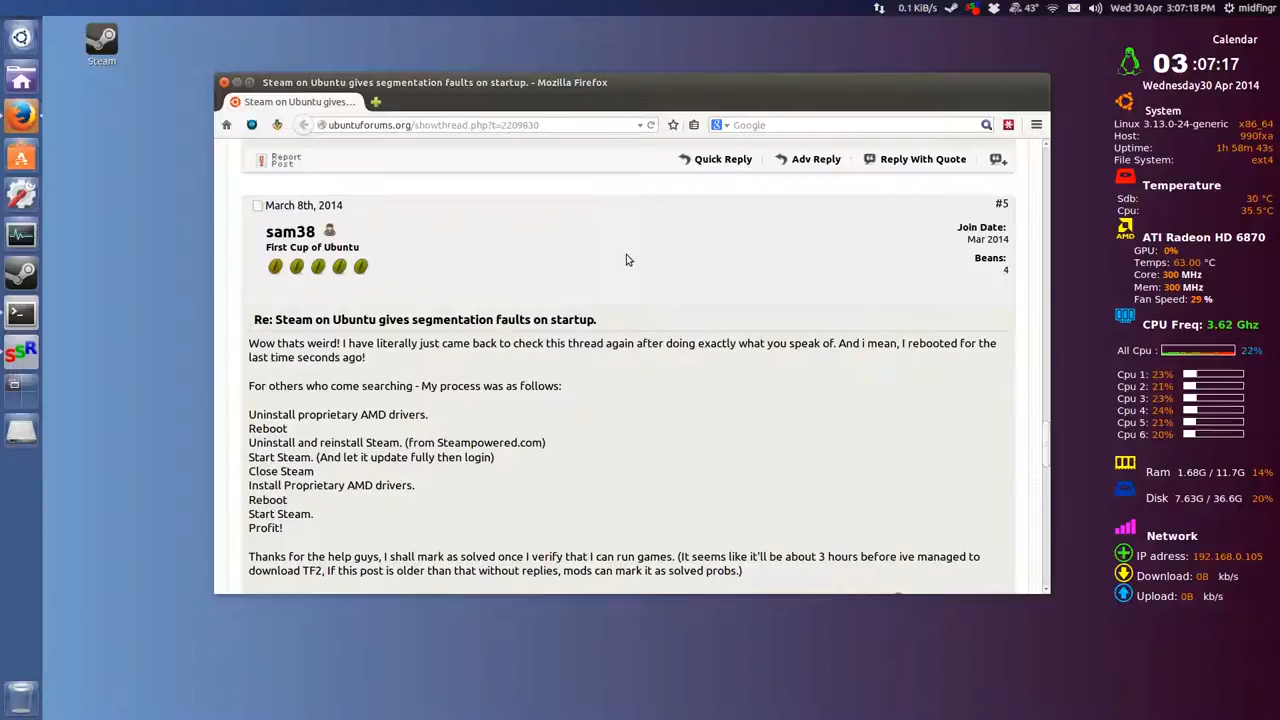 0.1 KiB/s
43°
Wed 30 Apr 3:07:18 PM
midfingr
Steam
Steam on Ubuntu gives segmentation faults on startup. - Mozilla Firefox
Steam on Ubuntu gives...
ubuntuforums.org/showthread.php?t=2209830
Google
Report Post
Quick Reply
Adv Reply
Reply With Quote
March 8th, 2014
#5
sam38
First Cup of Ubuntu
Join Date:
Mar 2014
Beans:
4
Re: Steam on Ubuntu gives segmentation faults on startup.
Wow thats weird! I have literally just came back to check this thread again after doing exactly what you speak of. And i mean, I rebooted for the
last time seconds ago!
For others who come searching - My process was as follows:
Uninstall proprietary AMD drivers.
Reboot
Uninstall and reinstall Steam. (from Steampowered.com)
Start Steam. (And let it update fully then login)
Close Steam
Install Proprietary AMD drivers.
Reboot
Start Steam.
Profit!
Thanks for the help guys, I shall mark as solved once I verify that I can run games. (It seems like it'll be about 3 hours before ive managed to
download TF2, If this post is older than that without replies, mods can mark it as solved probs.)
SSR
Calendar
03:07:17
Wednesday30 Apr 2014
System
Linux 3.13.0-24-generic x86_64
Host: 990fxa
Uptime: 1h 58m 43s
File System: ext4
Temperature
Sdb: 30 °C
Cpu: 35.5°C
AMD
ATI Radeon HD 6870
GPU: 0%
Temps: 63.00 °C
Core: 300 MHz
Mem: 300 MHz
Fan Speed: 29 %
CPU Freq: 3.62 Ghz
All Cpu : 22%
Cpu 1: 23%
Cpu 2: 21%
Cpu 3: 23%
Cpu 4: 24%
Cpu 5: 21%
Cpu 6: 20%
Ram 1.68G / 11.7G 14%
Disk 7.63G / 36.6G 20%
Network
IP adress: 192.168.0.105
Download: 0B kb/s
Upload: 0B kb/s